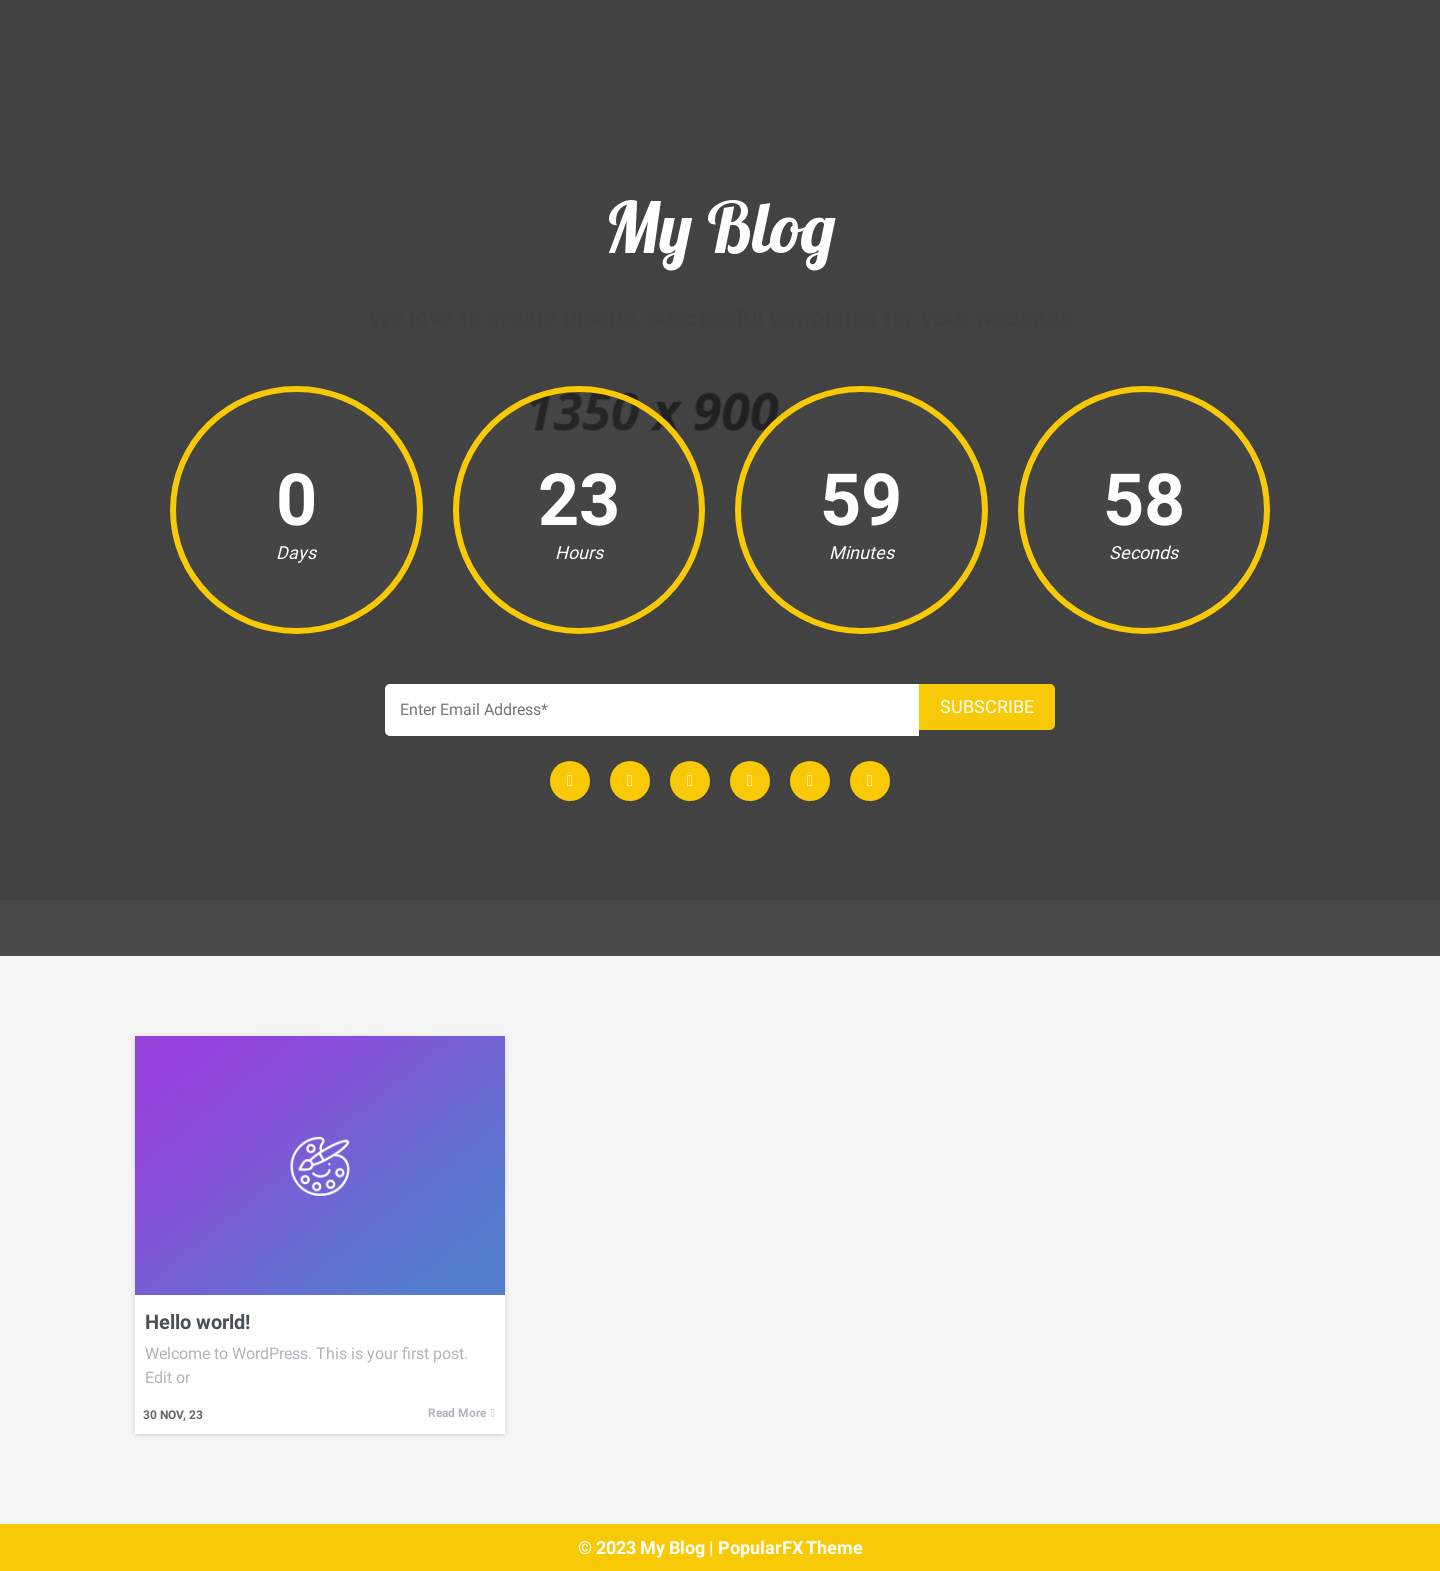 My Blog
We love to create unique, successful templates for your websites
1350 x 900
0
23
59
58
Days
Hours
Minutes
Seconds
Enter Email Address*
SUBSCRIBE
Hello world!
Welcome to WordPress. This is your first post.
Edit or
30 NOV, 23
Read More
© 2023 My Blog | PopularFX Theme